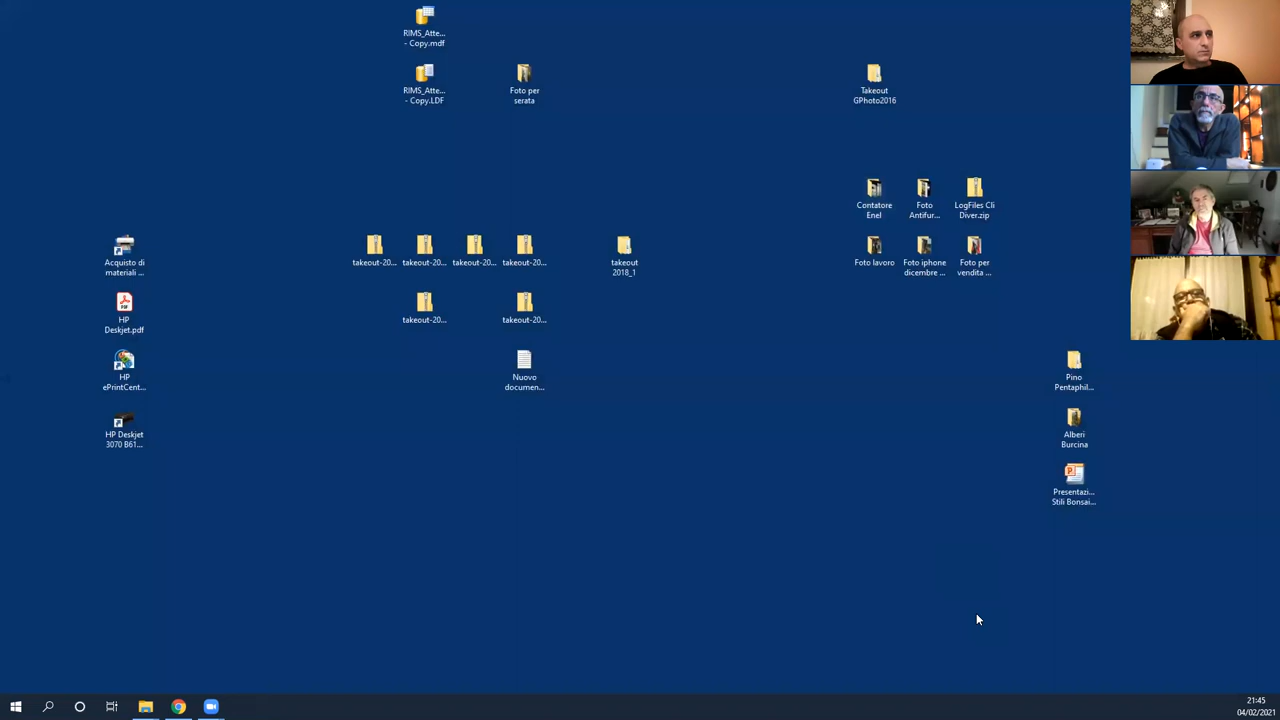 RIMS_Atte...
- Copy.mdf
RIMS_Atte...
- Copy.LDF
Foto per
serata
Takeout
GPhoto2016
Contatore
Enel
Foto
Antifur...
LogFiles Cli
Diver.zip
Acquisto di
materiali ...
takeout-20...
takeout-20...
takeout-20...
takeout-20...
takeout
2018_1
Foto lavoro
Foto iphone
dicembre ...
Foto per
vendita ...
HP
Deskjet.pdf
takeout-20...
takeout-20...
HP
ePrintCent...
Nuovo
documen...
Pino
Pentaphil...
HP Deskjet
3070 B61...
Alberi
Burcina
Presentazi...
Stili Bonsai...
21:45
04/02/2021